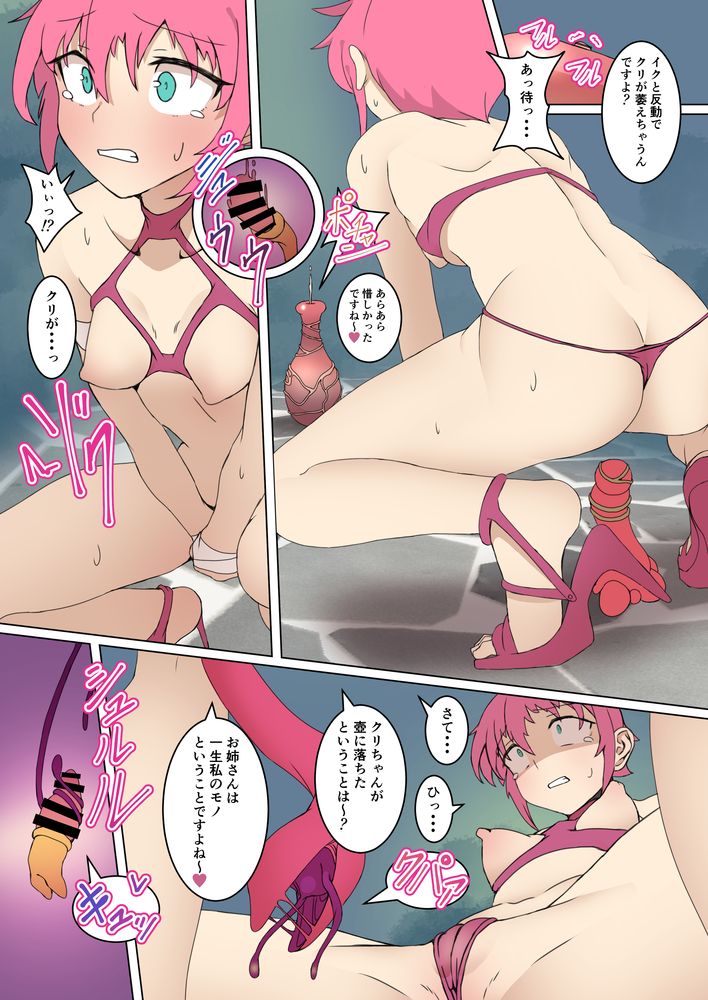 イクと反動で
クリが萎えちゃうん
ですよ?
フル
フル
あっ待っ・・・
ポチャ
あらあら
惜しかった
ですね～♥
ジュッ
ウウ
いぃっ!?
クリが・・・っ
ゾク
さて・・・
ひっ・・・
クパァ
クリちゃんが
壺に落ちた
ということは～?
お姉さんは
一生私のモノ
ということですよね～♥
シュルル
キュッ